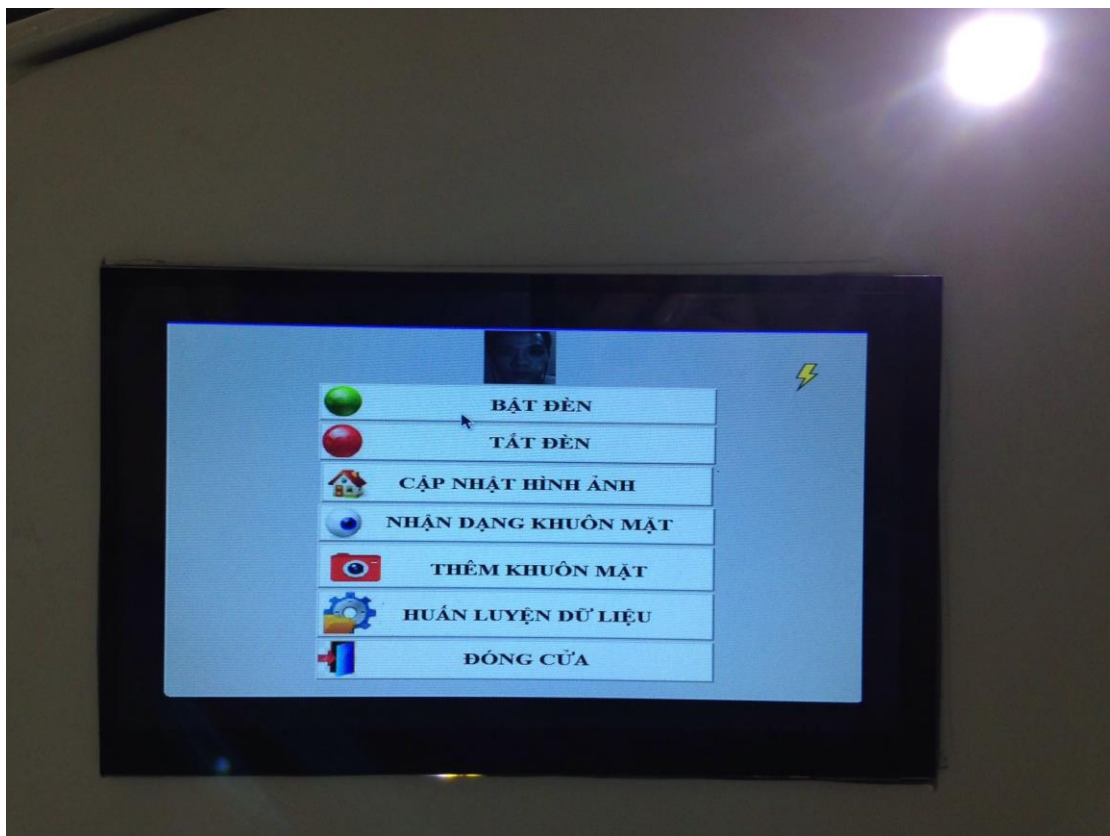 BẬT ĐÈN
TẮT ĐÈN
CẬP NHẬT HÌNH ẢNH
NHẬN DẠNG KHUÔN MẶT
THÊM KHUÔN MẶT
HUẤN LUYỆN DỮ LIỆU
ĐÓNG CỬA